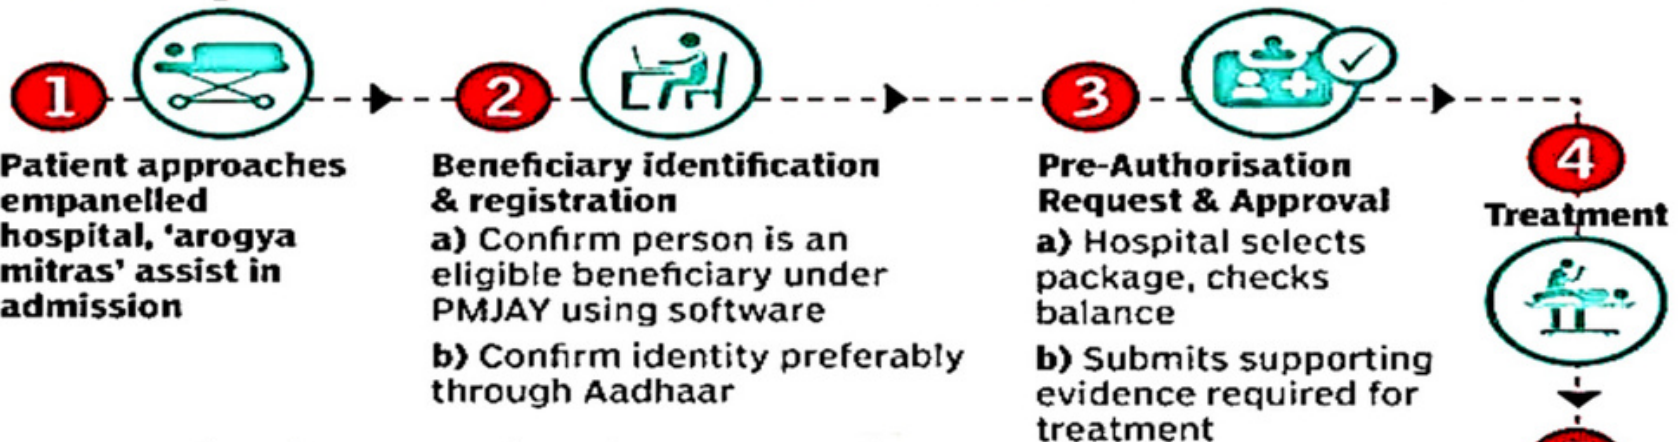 1
Patient approaches
empanelled
hospital, ‘arogya
mitras’ assist in
admission
2
Beneficiary identification
& registration
a) Confirm person is an
eligible beneficiary under
PMJAY using software
b) Confirm identity preferably
through Aadhaar
3
Pre-Authorisation
Request & Approval
a) Hospital selects
package, checks
balance
b) Submits supporting
evidence required for
treatment
4
Treatment